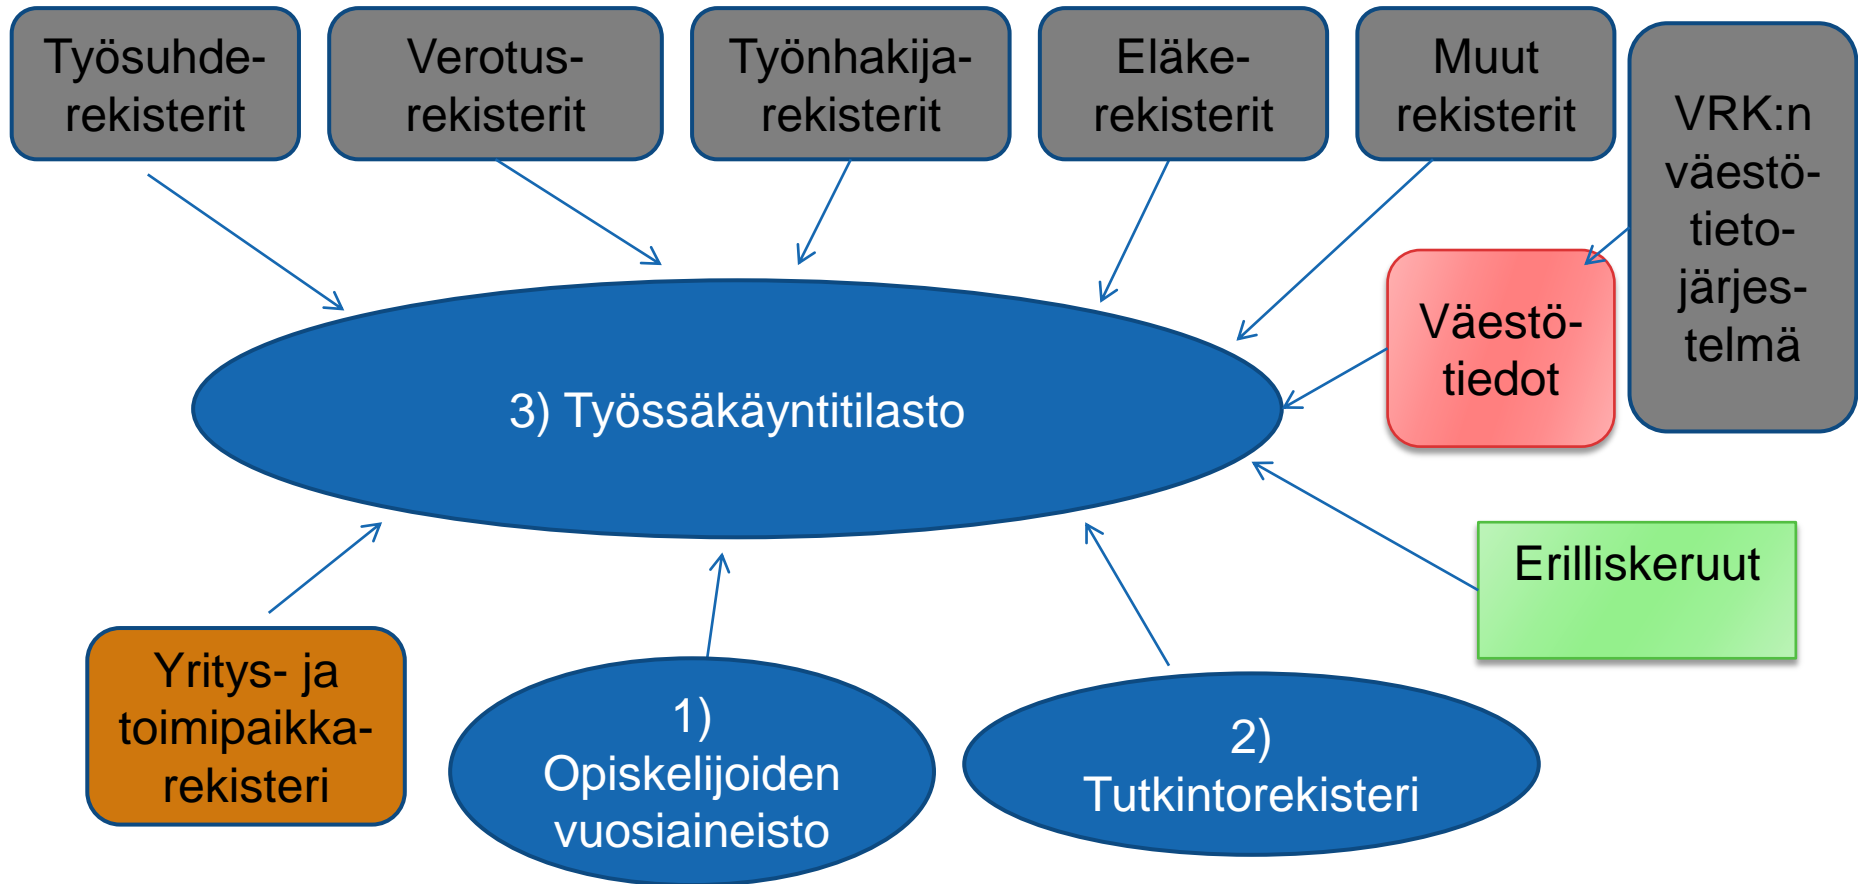 Työsuhde-
rekisterit
Verotus-
rekisterit
Työnhakija-
rekisterit
Eläke-
rekisterit
Muut
rekisterit
VRK:n
väestö-
tieto-
järjes-
telmä
Väestö-
tiedot
3) Työssäkäyntitilasto
Erilliskeruut
Yritys- ja
toimipaikka-
rekisteri
1)
Opiskelijoiden
vuosiaineisto
2)
Tutkintorekisteri